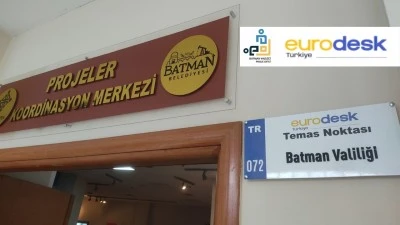 PROJELER
KOORDİNASYON MERKEZİ
BATMAN
BELEDİYESİ
eurodesk
Türkiye
TR
072
eurodesk
türkiye
Temas Noktası
Batman Valiliği